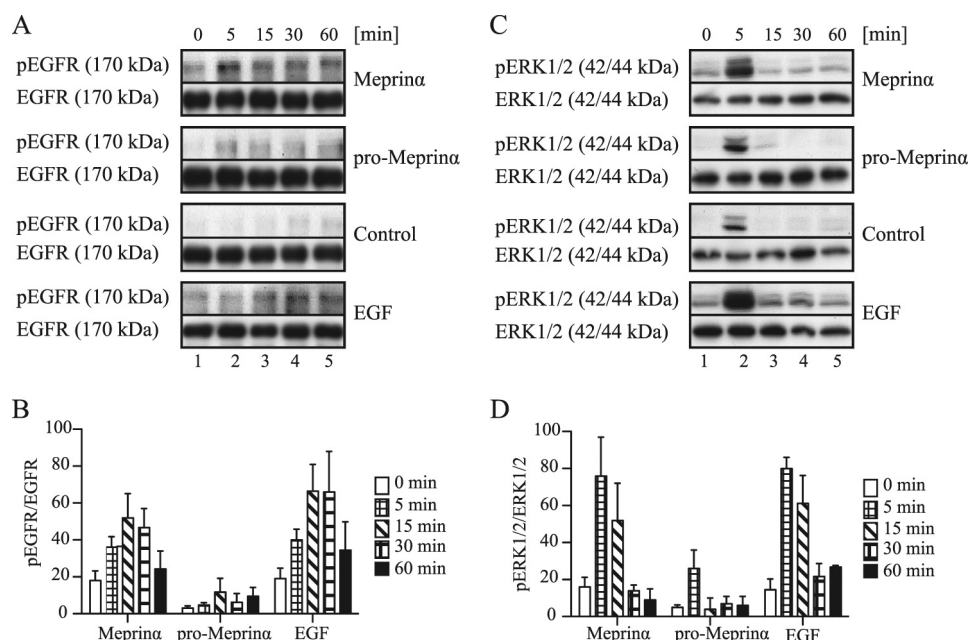 A
0 5 15 30 60 [min]
pEGFR (170 kDa)
EGFR (170 kDa)
Meprinα
pEGFR (170 kDa)
EGFR (170 kDa)
pro-Meprinα
pEGFR (170 kDa)
EGFR (170 kDa)
Control
pEGFR (170 kDa)
EGFR (170 kDa)
EGF
1 2 3 4 5
C
0 5 15 30 60 [min]
pERK1/2 (42/44 kDa)
ERK1/2 (42/44 kDa)
Meprinα
pERK1/2 (42/44 kDa)
ERK1/2 (42/44 kDa)
pro-Meprinα
pERK1/2 (42/44 kDa)
ERK1/2 (42/44 kDa)
Control
pERK1/2 (42/44 kDa)
ERK1/2 (42/44 kDa)
EGF
1 2 3 4 5
B
pEGFR/EGFR
100
80
60
40
20
0
Meprinα pro-Meprinα EGF
0 min
5 min
15 min
30 min
60 min
D
pERK1/2/ERK1/2
100
80
60
40
20
0
Meprinα pro-Meprinα EGF
0 min
5 min
15 min
30 min
60 min